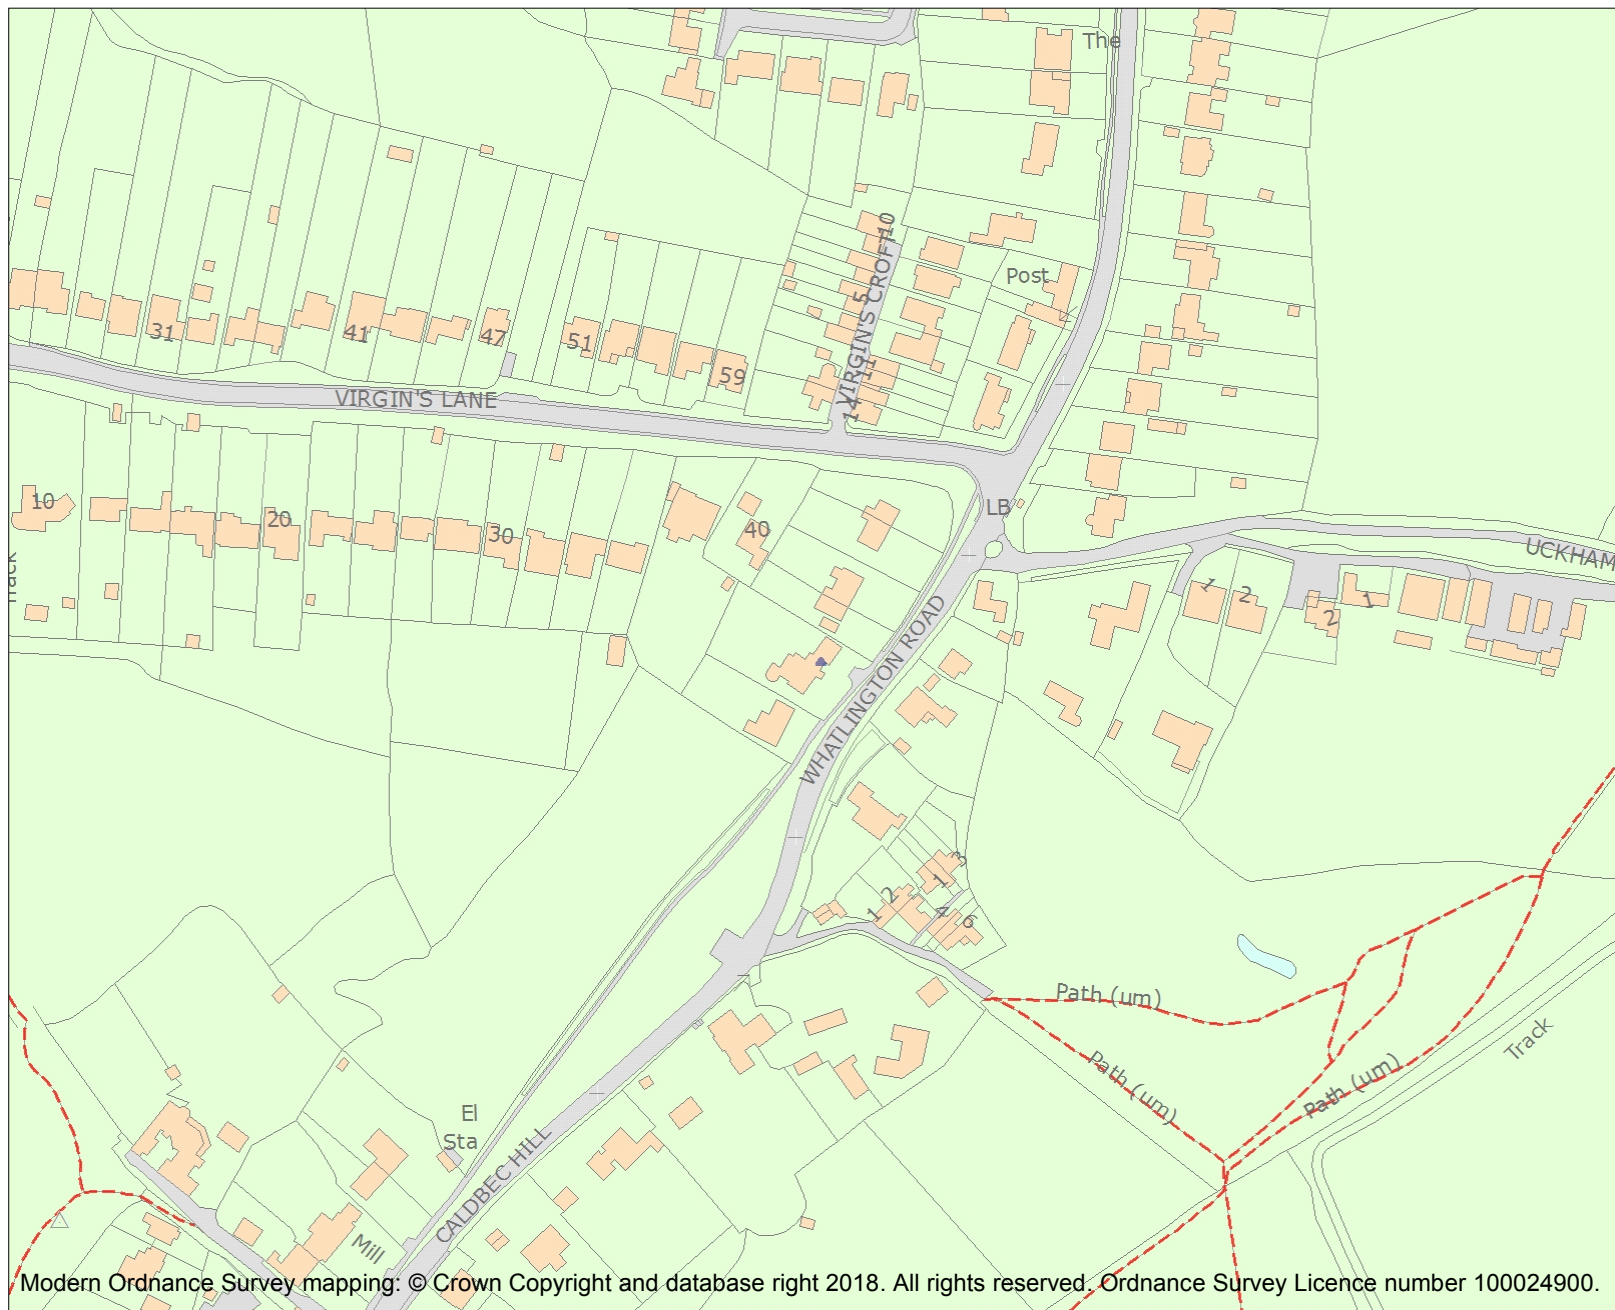 The
10
Post
VIRGIN'S CROFT
5
11
14
31
41
47
51
59
VIRGIN'S LANE
10
20
30
40
LB
UCKHAM
1
2
2
1
WHATLINGTON ROAD
3
1
2
1
4
6
Path (um)
Path (um)
Path (um)
Track
El
Sta
CALDBEC HILL
Mill
Modern Ordnance Survey mapping: © Crown Copyright and database right 2018. All rights reserved. Ordnance Survey Licence number 100024900.